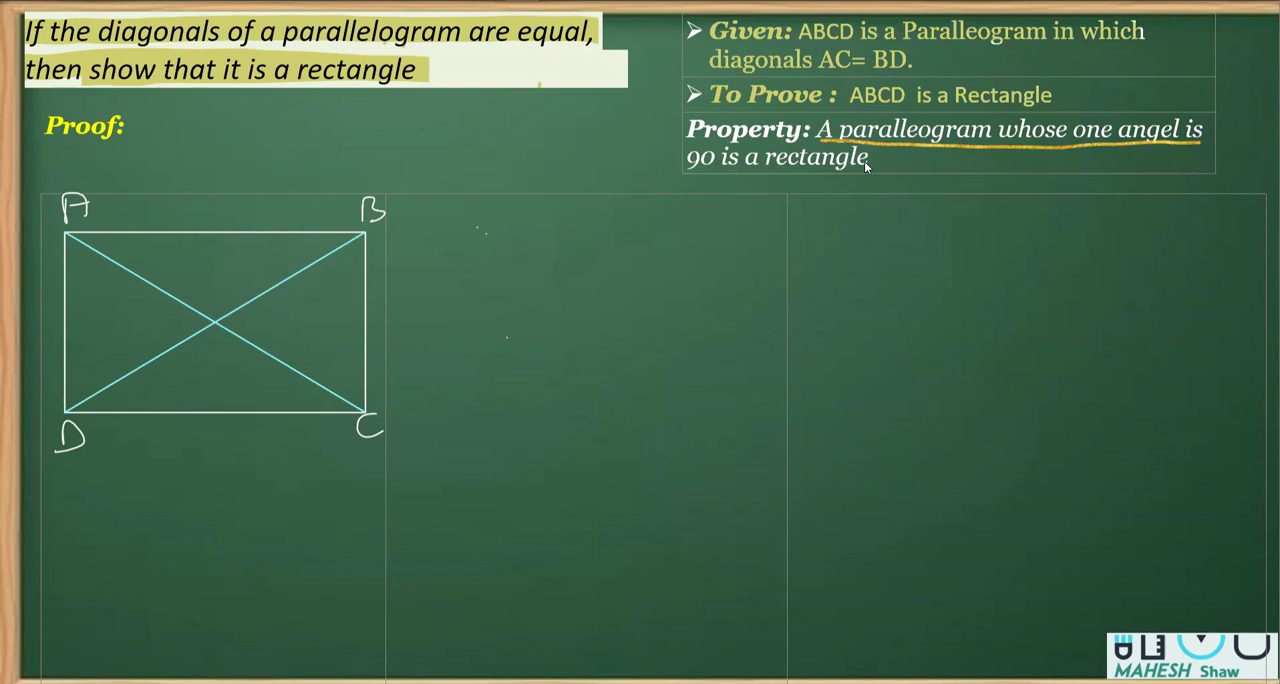 If the diagonals of a parallelogram are equal,
then show that it is a rectangle
➢ Given: ABCD is a Paralleogram in which
diagonals AC= BD.
➢ To Prove : ABCD is a Rectangle
Property: A paralleogram whose one angel is
90 is a rectangle
Proof:
A B
D C
MAHESH Shaw